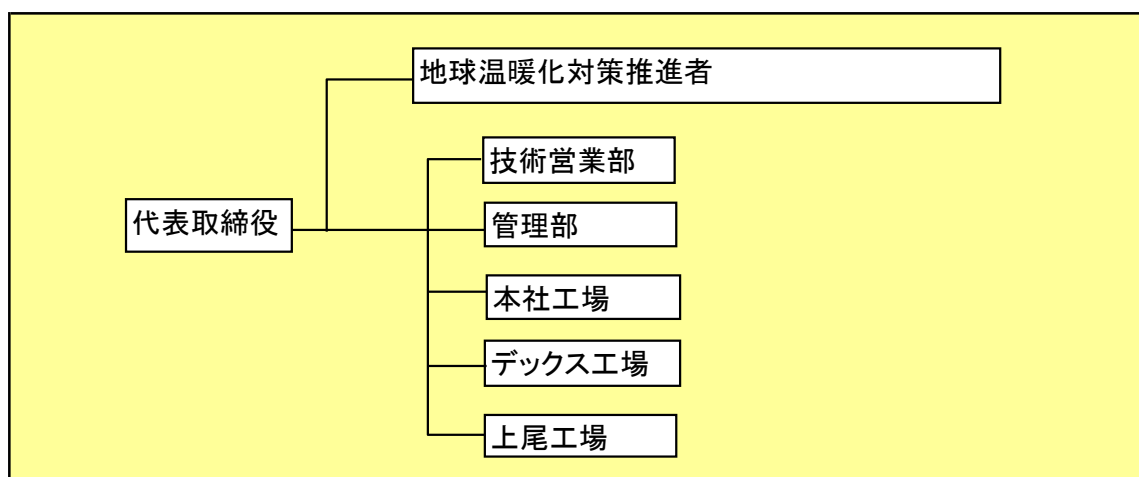 地球温暖化対策推進者
技術営業部
代表取締役
管理部
本社工場
デックス工場
上尾工場